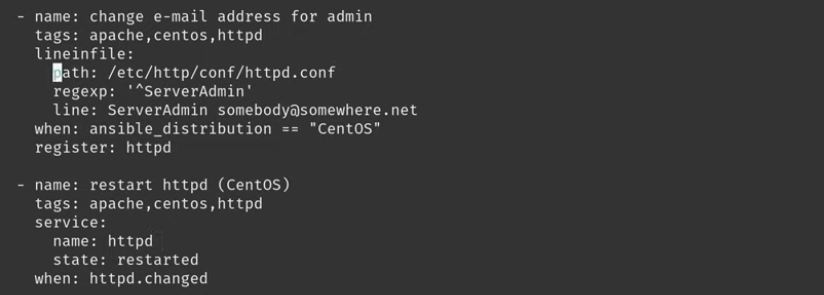 - name: change e-mail address for admin
  tags: apache,centos,httpd
  lineinfile:
    path: /etc/http/conf/httpd.conf
    regexp: '^ServerAdmin'
    line: ServerAdmin somebody@somewhere.net
  when: ansible_distribution == "CentOS"
  register: httpd

- name: restart httpd (CentOS)
  tags: apache,centos,httpd
  service:
    name: httpd
    state: restarted
  when: httpd.changed